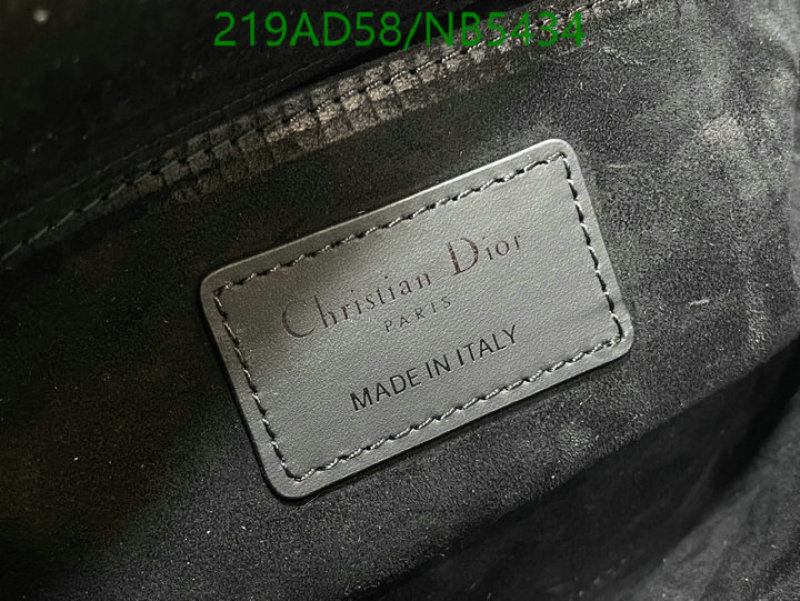 219AD58/NB5434
Christian Dior
PARIS
MADE IN ITALY